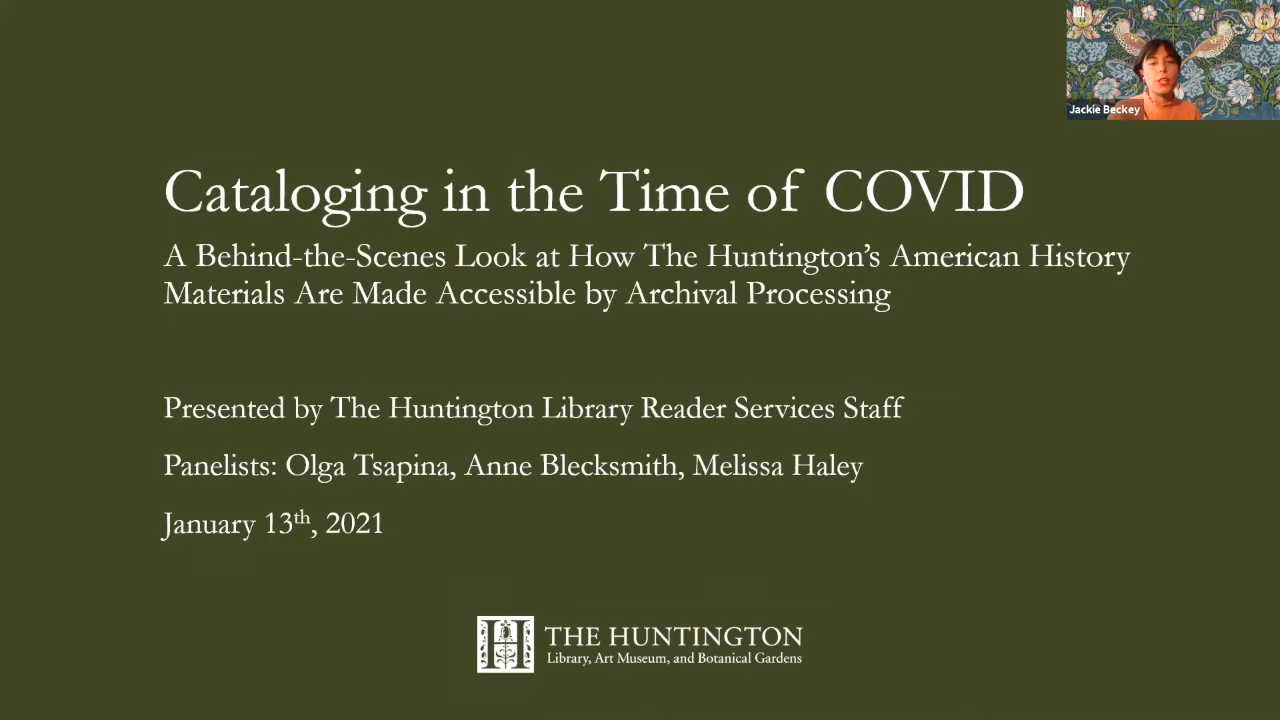 Jackie Beckey
Cataloging in the Time of COVID
A Behind-the-Scenes Look at How The Huntington’s American History
Materials Are Made Accessible by Archival Processing
Presented by The Huntington Library Reader Services Staff
Panelists: Olga Tsapina, Anne Blecksmith, Melissa Haley
January 13th, 2021
H THE HUNTINGTON
Library, Art Museum, and Botanical Gardens